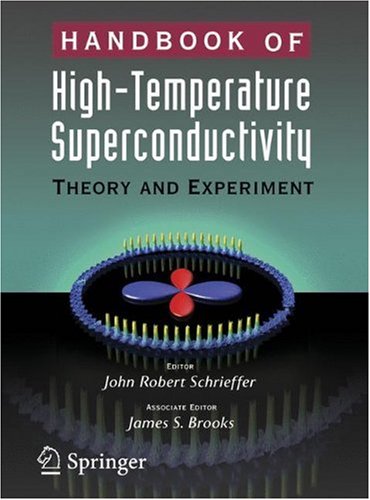 HANDBOOK OF
High-Temperature
Superconductivity
THEORY AND EXPERIMENT
EDITOR
John Robert Schrieffer
ASSOCIATE EDITOR
James S. Brooks
Springer